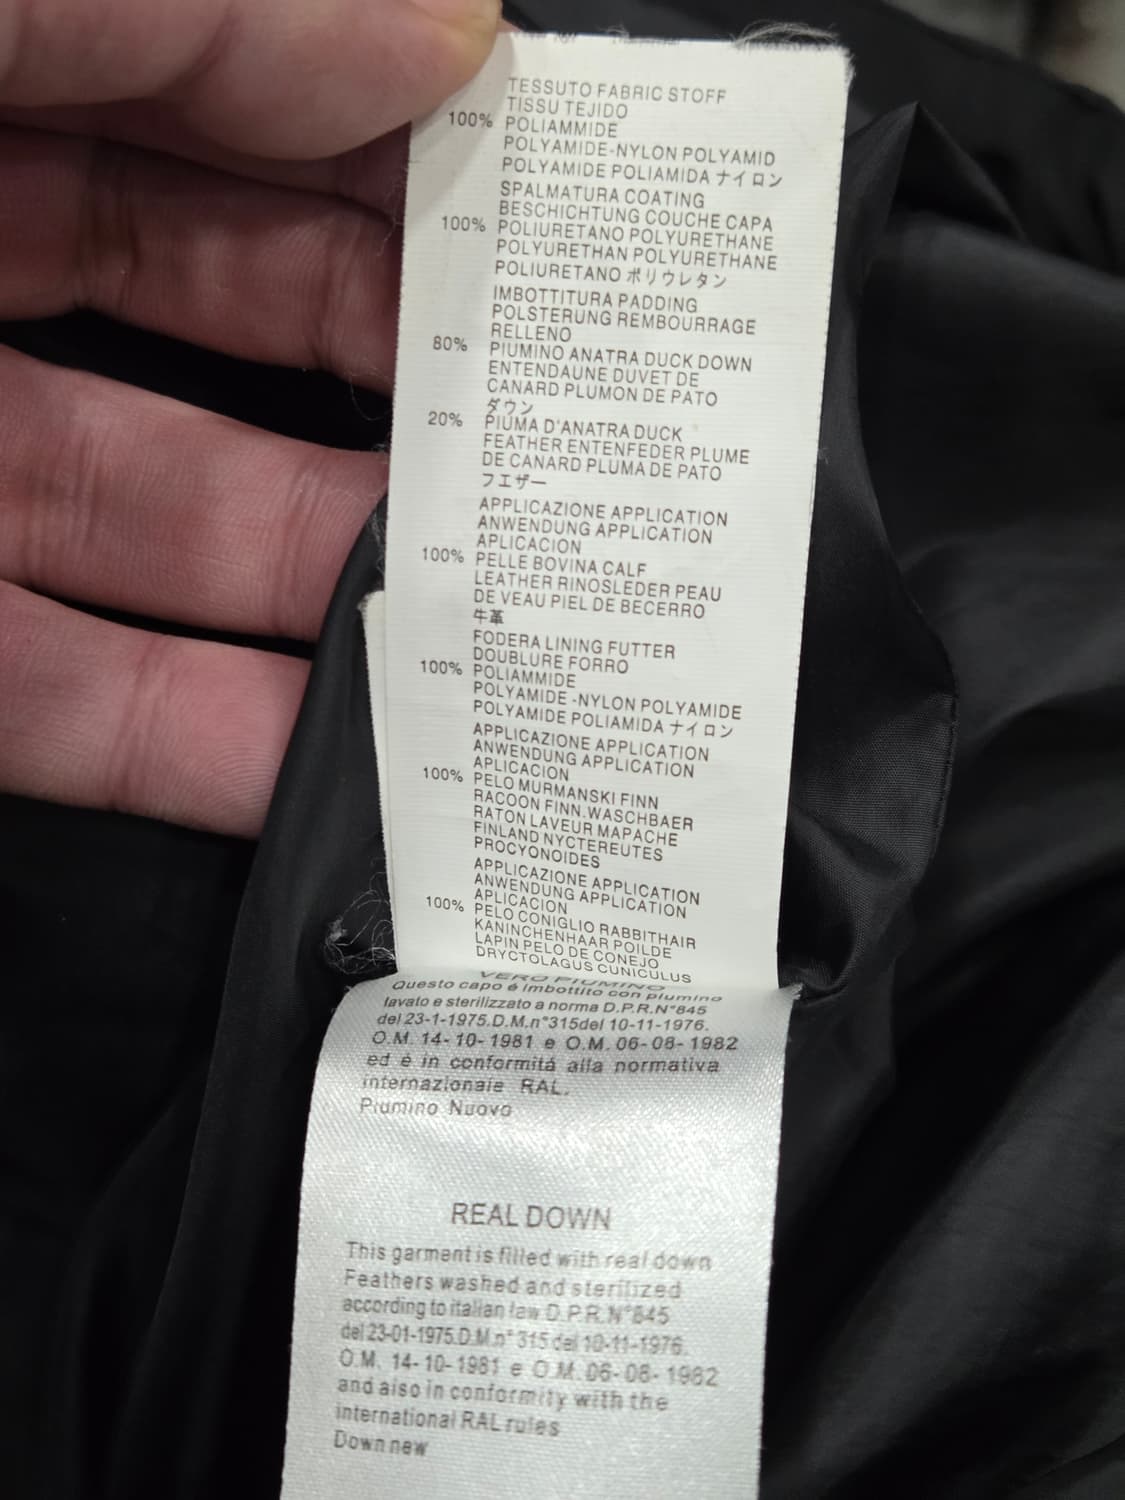 TESSUTO FABRIC STOFF
TISSU TEJIDO
100% POLIAMMIDE
POLYAMIDE-NYLON POLYAMID
POLYAMIDE POLIAMIDA ナイロン
SPALMATURA COATING
BESCHICHTUNG COUCHE CAPA
100% POLIURETANO POLYURETHANE
POLYURETHAN POLYURETHANE
POLIURETANO ポリウレタン
IMBOTTITURA PADDING
POLSTERUNG REMBOURRAGE
RELLENO
80% PIUMINO ANATRA DUCK DOWN
ENTENDAUNE DUVET DE
CANARD PLUMON DE PATO
ダウン
20% PIUMA D'ANATRA DUCK
FEATHER ENTENFEDER PLUME
DE CANARD PLUMA DE PATO
フエザー
APPLICAZIONE APPLICATION
ANWENDUNG APPLICATION
APLICACION
100% PELLE BOVINA CALF
LEATHER RINOSLEDER PEAU
DE VEAU PIEL DE BECERRO
牛革
FODERA LINING FUTTER
DOUBLURE FORRO
100% POLIAMMIDE
POLYAMIDE -NYLON POLYAMIDE
POLYAMIDE POLIAMIDA ナイロン
APPLICAZIONE APPLICATION
ANWENDUNG APPLICATION
APLICACION
100% PELO MURMANSKI FINN
RACOON FINN.WASCHBAER
RATON LAVEUR MAPACHE
FINLAND NYCTEREUTES
PROCYONOIDES
APPLICAZIONE APPLICATION
ANWENDUNG APPLICATION
APLICACION
100% PELO CONIGLIO RABBITHAIR
KANINCHENHAAR POILDE
LAPIN PELO DE CONEJO
DRYCTOLAGUS CUNICULUS
VERO PIUMINO
Questo capo é imbottito con piumino
lavato e sterilizzato a norma D.P.R.N°845
del 23-1-1975.D.M.n°315del 10-11-1976.
O.M. 14-10-1981 e O.M. 06-08-1982
ed é in conformitá alla normativa
internazionale RAL.
Piumino Nuovo
REAL DOWN
This garment is filled with real down
Feathers washed and sterilized
according to italian law D.P.R.N°845
del 23-01-1975.D.M.n°315 del 10-11-1976.
O.M. 14-10-1981 e O.M. 06-08-1982
and also in conformity with the
international RAL rules
Down new